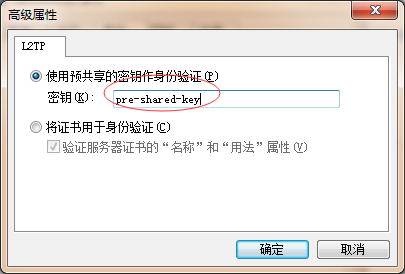 高级属性
L2TP
使用预共享的密钥作身份验证(P)
密钥(K):
pre-shared-key
将证书用于身份验证(C)
验证服务器证书的“名称”和“用法”属性(V)
确定
取消